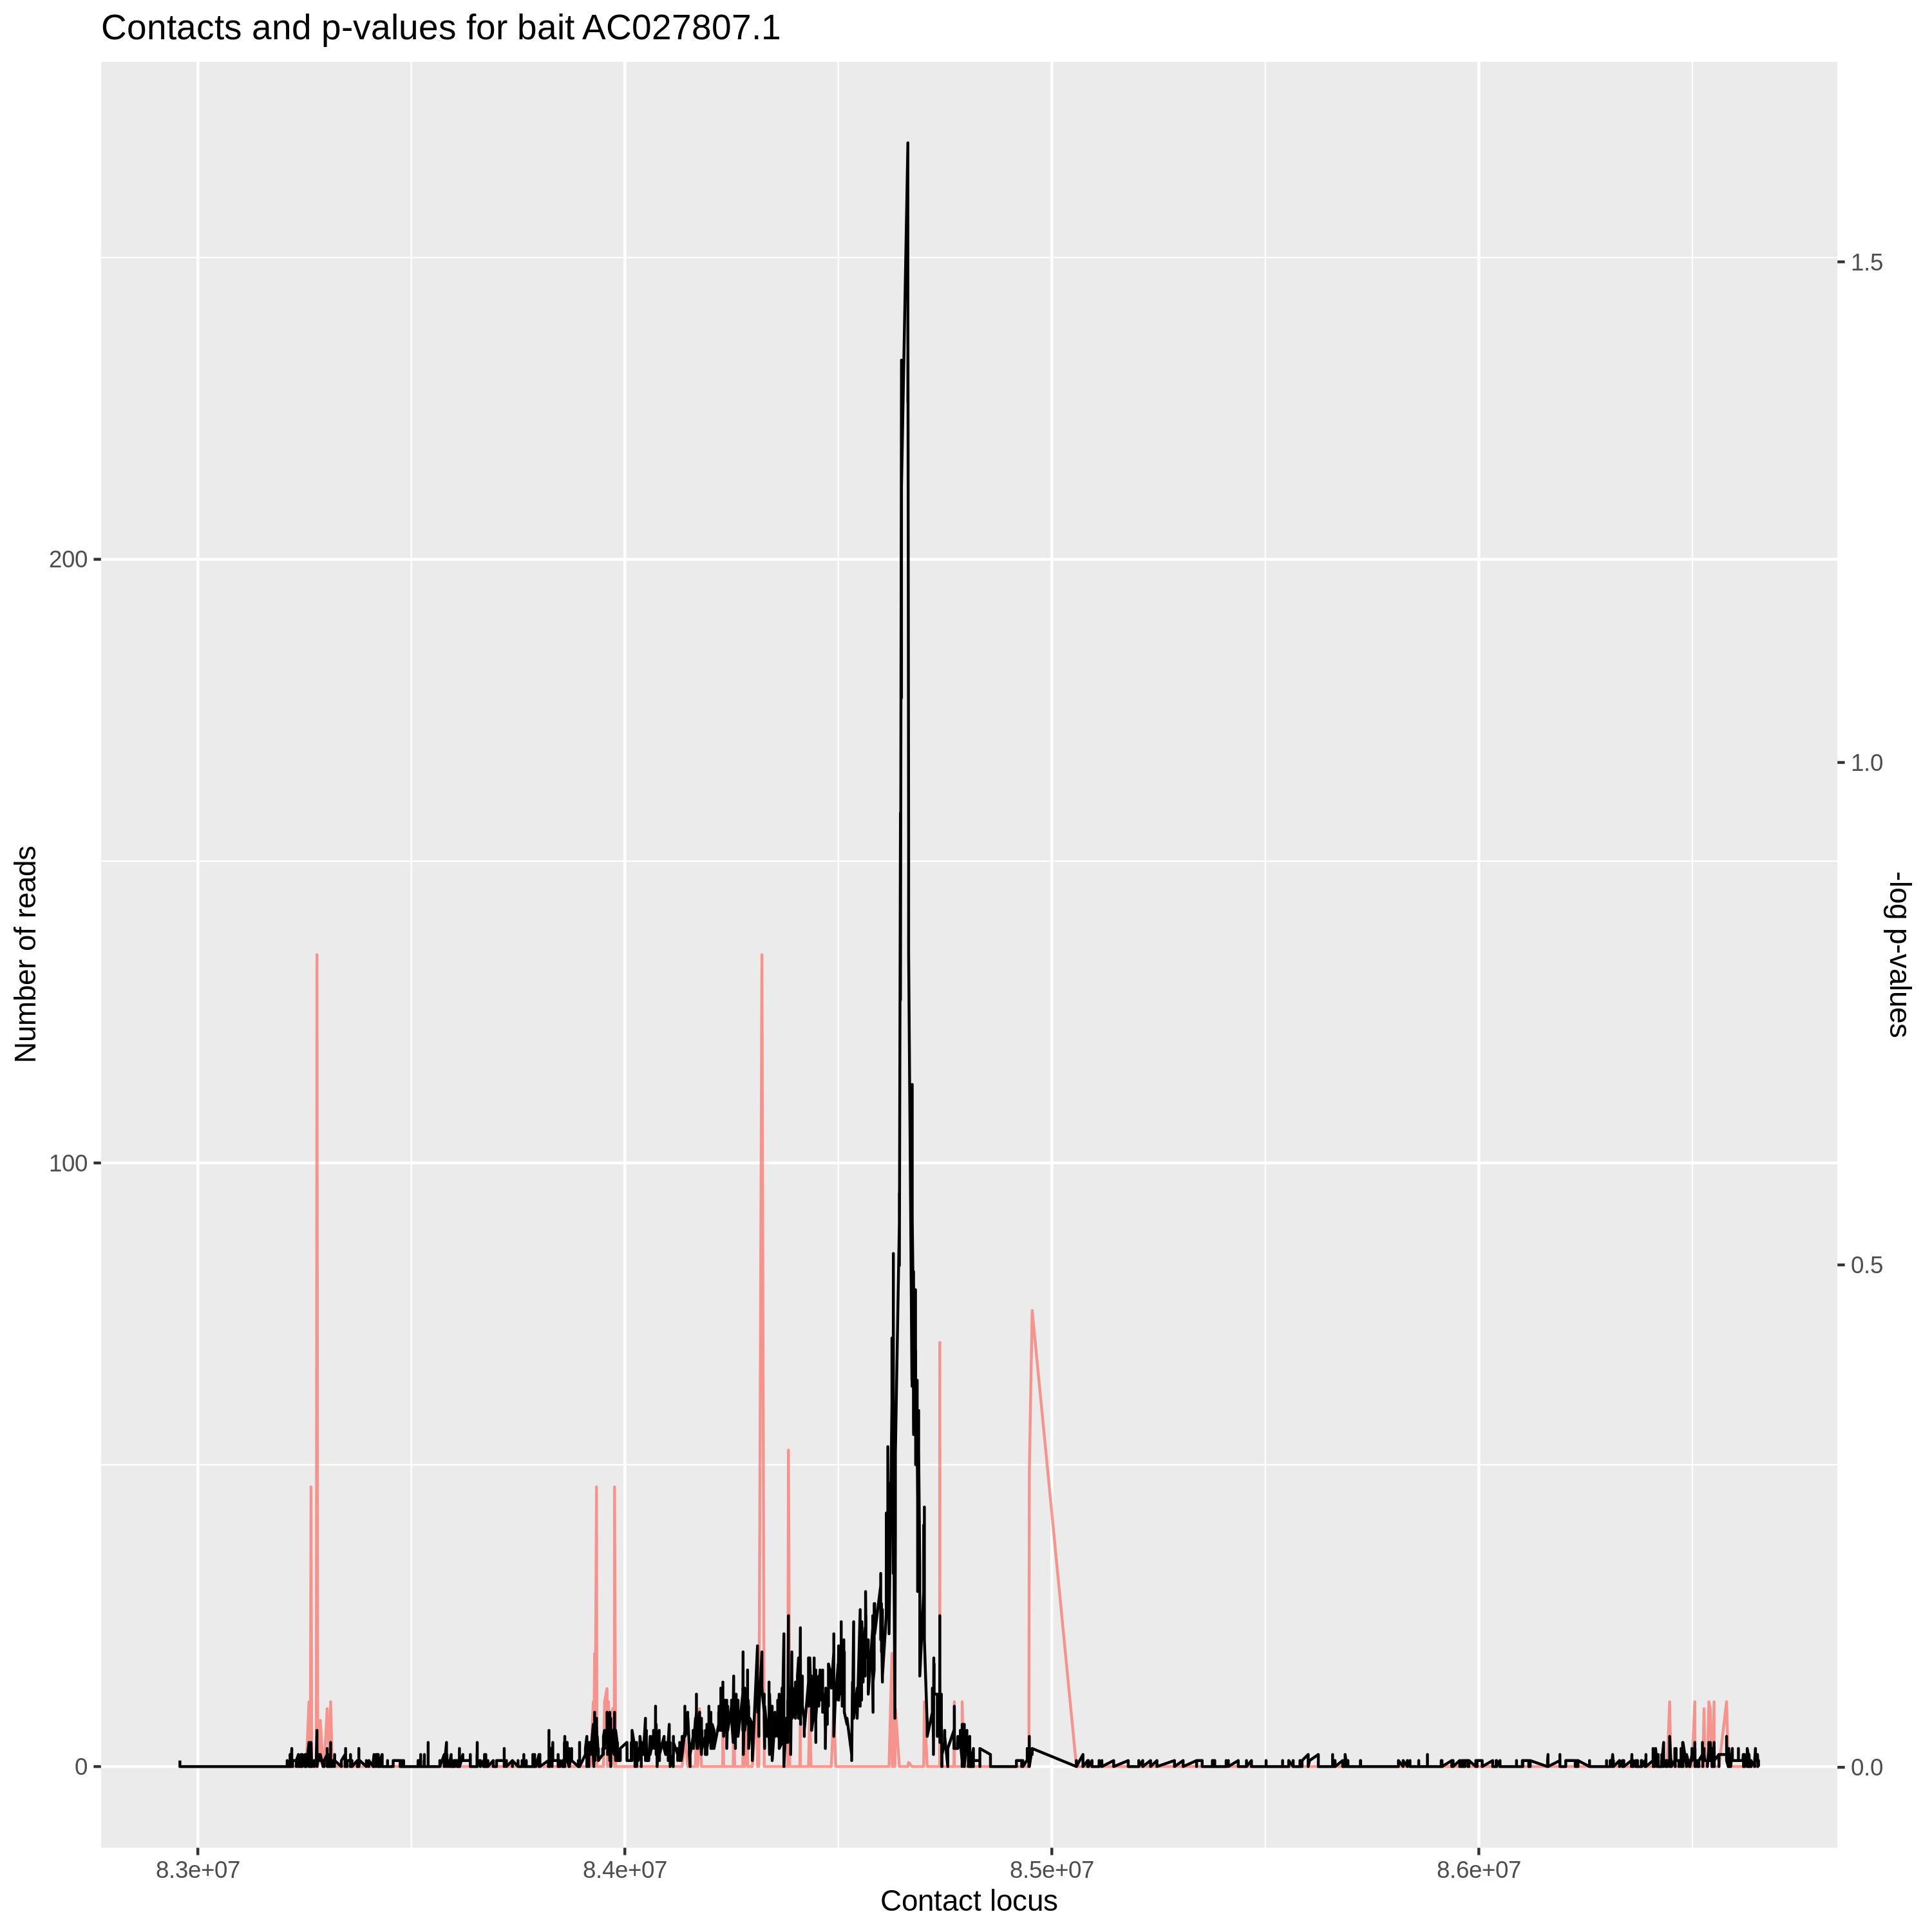 Contacts and p-values for bait AC027807.1
Number of reads
200
100
0
1.5
1.0
0.5
0.0
-log p-values
8.3e+07
8.4e+07
8.5e+07
8.6e+07
Contact locus